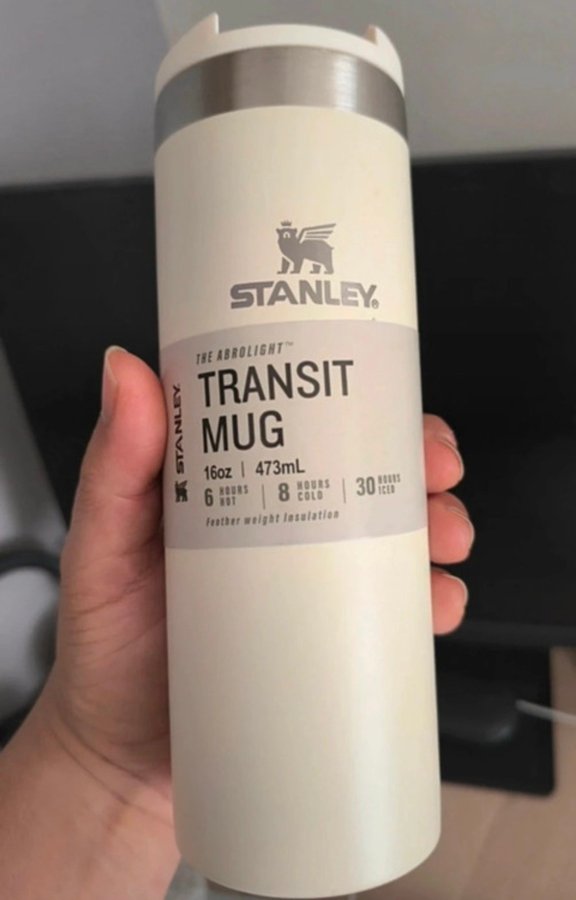 STANLEY®
THE ABROLIGHT™
TRANSIT
MUG
16oz | 473mL
6 HOURS HOT | 8 HOURS COLD | 30 HOURS ICED
Feather weight Insulation
STANLEY